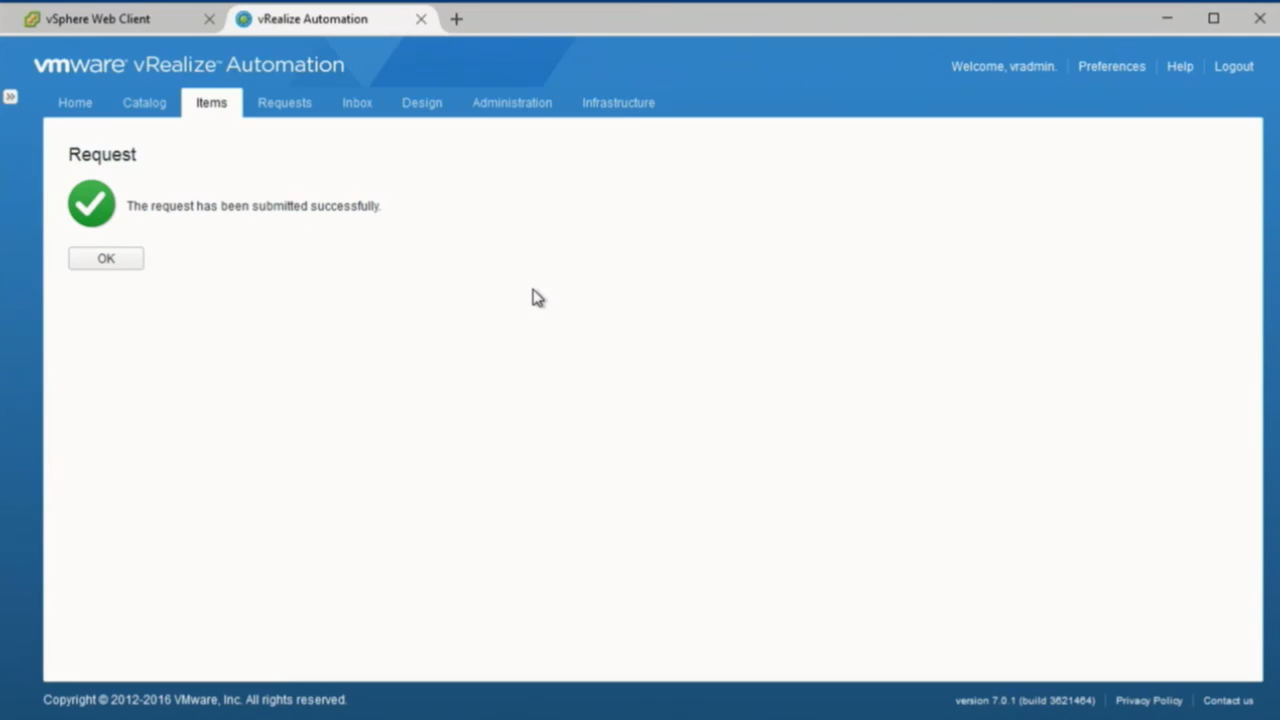 vSphere Web Client
vRealize Automation
vmware vRealize™ Automation
Welcome, vradmin. Preferences Help Logout
Home Catalog Items Requests Inbox Design Administration Infrastructure
Request
The request has been submitted successfully.
OK
Copyright © 2012-2016 VMware, Inc. All rights reserved.
version 7.0.1 (build 3621464) Privacy Policy Contact us